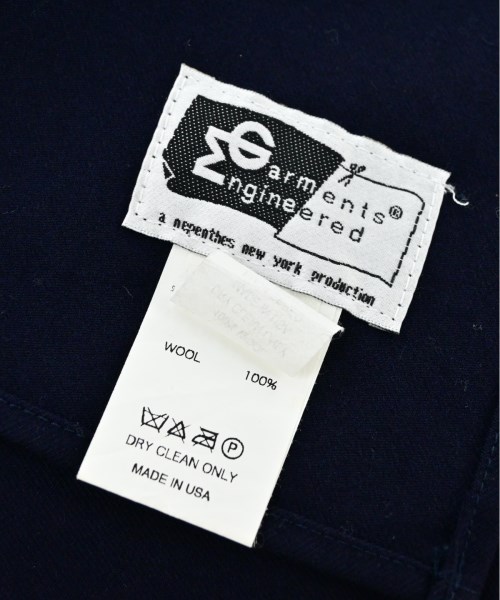 Garments®
Engineered
a nepenthes new york production
WOOL 100%
P
DRY CLEAN ONLY
MADE IN USA